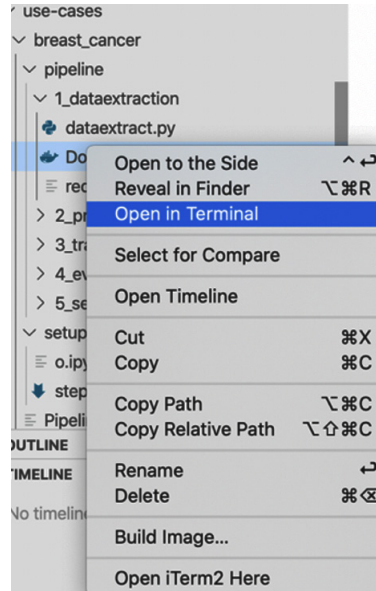 use-cases
breast_cancer
pipeline
1_dataextraction
dataextract.py
Do
Open to the Side ^ ↩
req
Reveal in Finder ⌥⌘R
2_pr
Open in Terminal
3_tra
Select for Compare
4_ev
5_se
Open Timeline
setup
Cut ⌘X
o.ipy
Copy ⌘C
step
Copy Path ⌥⌘C
Pipeli
Copy Relative Path ⌥⇧⌘C
OUTLINE
TIMELINE
Rename ↩
Delete ⌘⌫
No timeline
Build Image...
Open iTerm2 Here